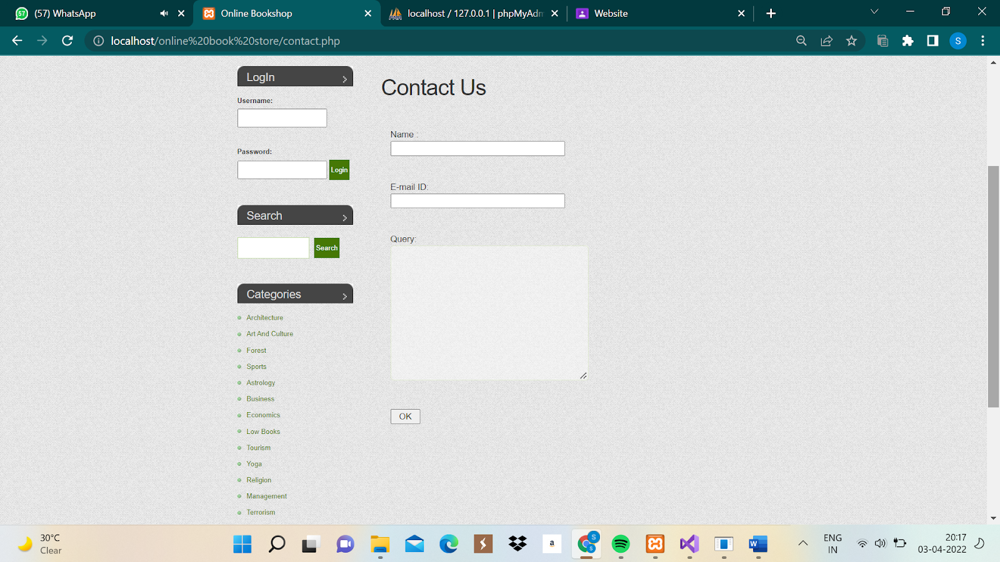 57 (57) WhatsApp
Online Bookshop
localhost / 127.0.0.1 | phpMyAdm
Website
localhost/online%20book%20store/contact.php
S
LogIn
Username:
Password:
Login
Search
Search
Categories
Architecture
Art And Culture
Forest
Sports
Astrology
Business
Economics
Low Books
Tourism
Yoga
Religion
Management
Terrorism
Contact Us
Name :
E-mail ID:
Query:
OK
30°C
Clear
a
S
S
W
ENG
IN
20:17
03-04-2022